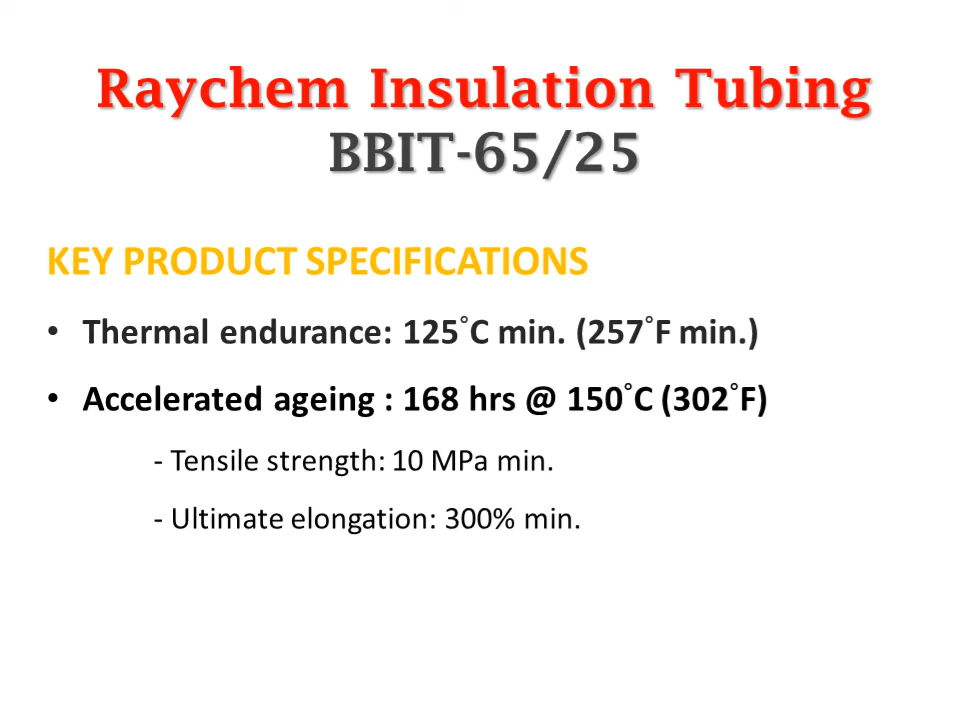 Raychem Insulation Tubing
BBIT-65/25
KEY PRODUCT SPECIFICATIONS
• Thermal endurance: 125°C min. (257°F min.)
• Accelerated ageing : 168 hrs @ 150°C (302°F)
- Tensile strength: 10 MPa min.
- Ultimate elongation: 300% min.